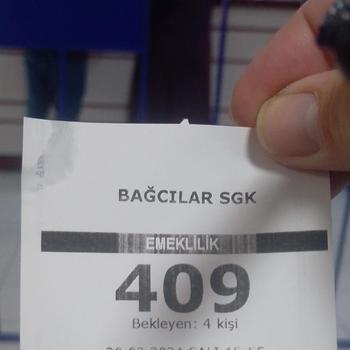 BAĞCILAR SGK
EMEKLİLİK
409
Bekleyen: 4 kişi